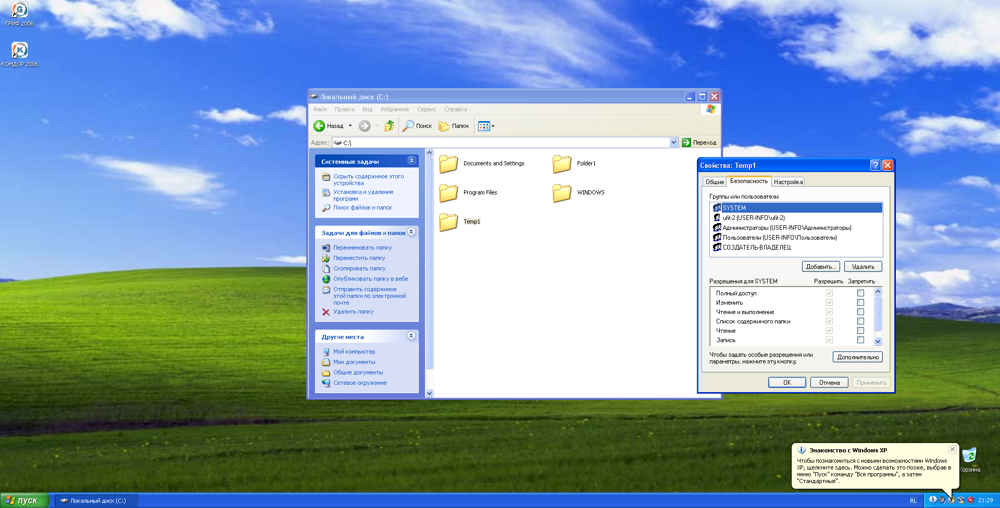 ГРИФ 2006
КОНДОР 2006
Локальный диск (C:)
Файл Правка Вид Избранное Сервис Справка
Назад Поиск Папки
Адрес: C:\ Переход
Системные задачи
Скрыть содержимое этого
устройства
Установка и удаление
программ
Поиск файлов и папок
Задачи для файлов и папок
Переименовать папку
Переместить папку
Скопировать папку
Опубликовать папку в вебе
Отправить содержимое
этой папки по электронной
почте
Удалить папку
Другие места
Мой компьютер
Мои документы
Общие документы
Сетевое окружение
Documents and Settings Folder1
Program Files WINDOWS
Temp1
Свойства: Temp1
Общие Безопасность Настройка
Группы или пользователи:
SYSTEM
ufit-2 (USER-INFO\ufit-2)
Администраторы (USER-INFO\Администраторы)
Пользователи (USER-INFO\Пользователи)
СОЗДАТЕЛЬ-ВЛАДЕЛЕЦ
Добавить... Удалить
Разрешения для SYSTEM Разрешить Запретить
Полный доступ
Изменить
Чтение и выполнение
Список содержимого папки
Чтение
Запись
Чтобы задать особые разрешения или
параметры, нажмите эту кнопку:
Дополнительно
OK Отмена Применить
Знакомство с Windows XP
Чтобы познакомиться с новыми возможностями Windows
XP, щелкните здесь. Можно сделать это позже, выбрав в
меню "Пуск" команду "Все программы", а затем
"Стандартные".
Корзина
пуск Локальный диск (C:) RL 21:29